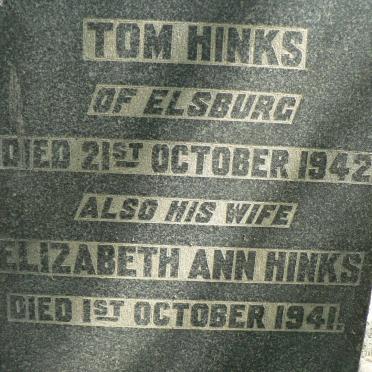 TOM HINKS
OF ELSBURG
DIED 21ST OCTOBER 1942
ALSO HIS WIFE
ELIZABETH ANN HINKS
DIED 1ST OCTOBER 1941.